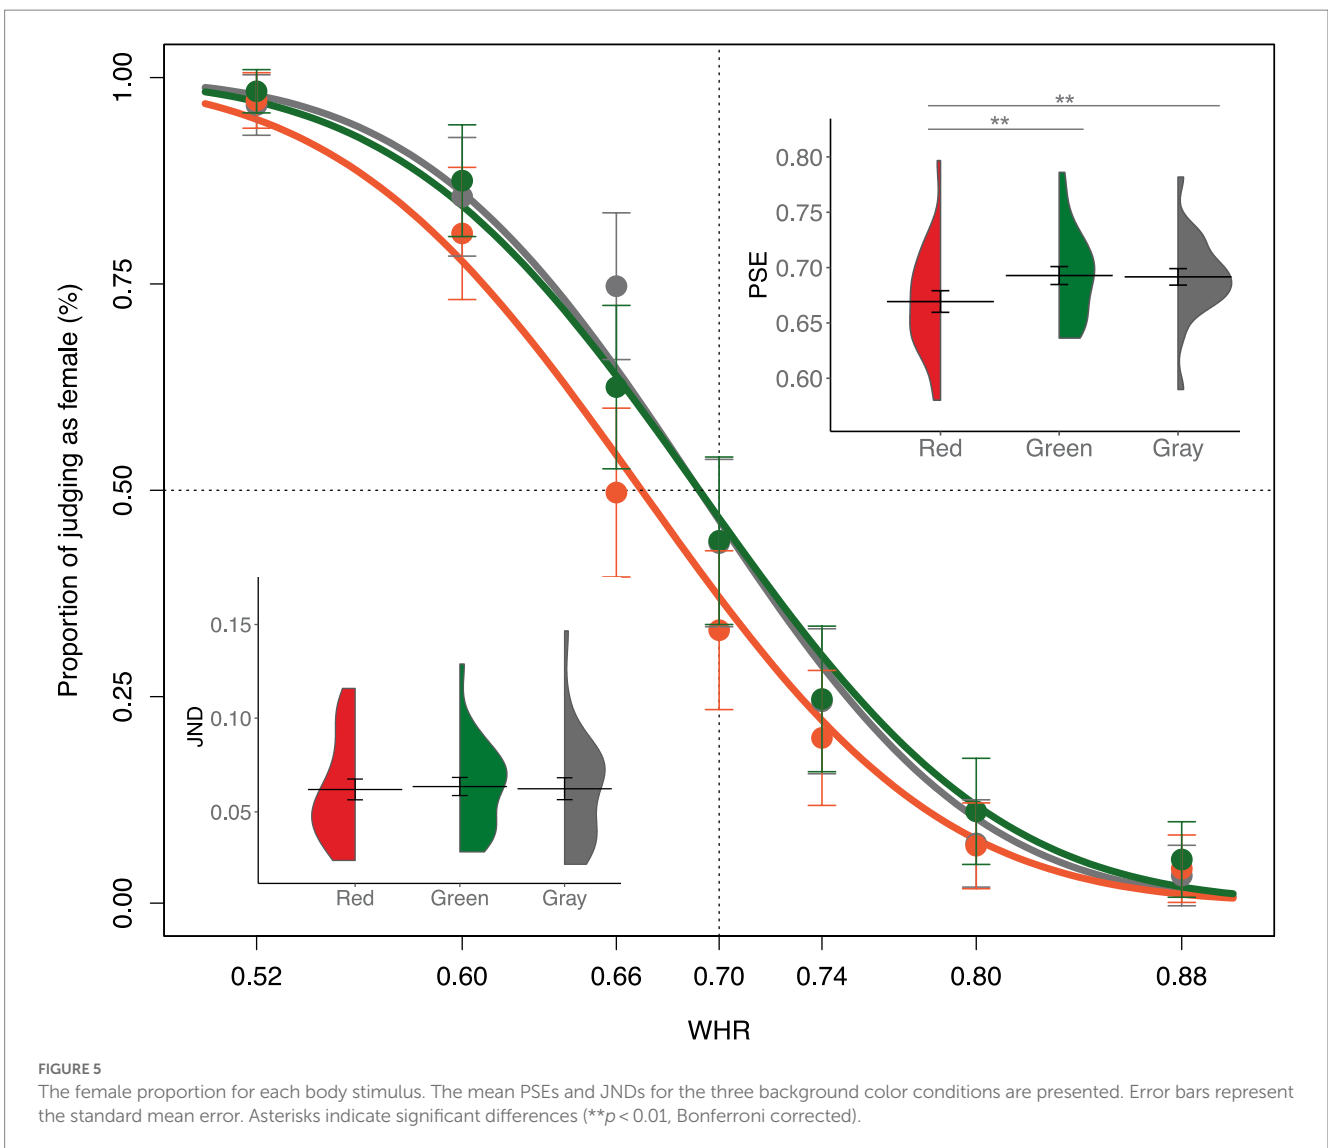 1.00
0.75
0.50
0.25
0.00
Proportion of judging as female (%)
**
**
0.80
0.75
0.70
0.65
0.60
PSE
Red Green Gray
0.15
0.10
0.05
JND
Red Green Gray
0.52 0.60 0.66 0.70 0.74 0.80 0.88
WHR
FIGURE 5
The female proportion for each body stimulus. The mean PSEs and JNDs for the three background color conditions are presented. Error bars represent
the standard mean error. Asterisks indicate significant differences (**p < 0.01, Bonferroni corrected).